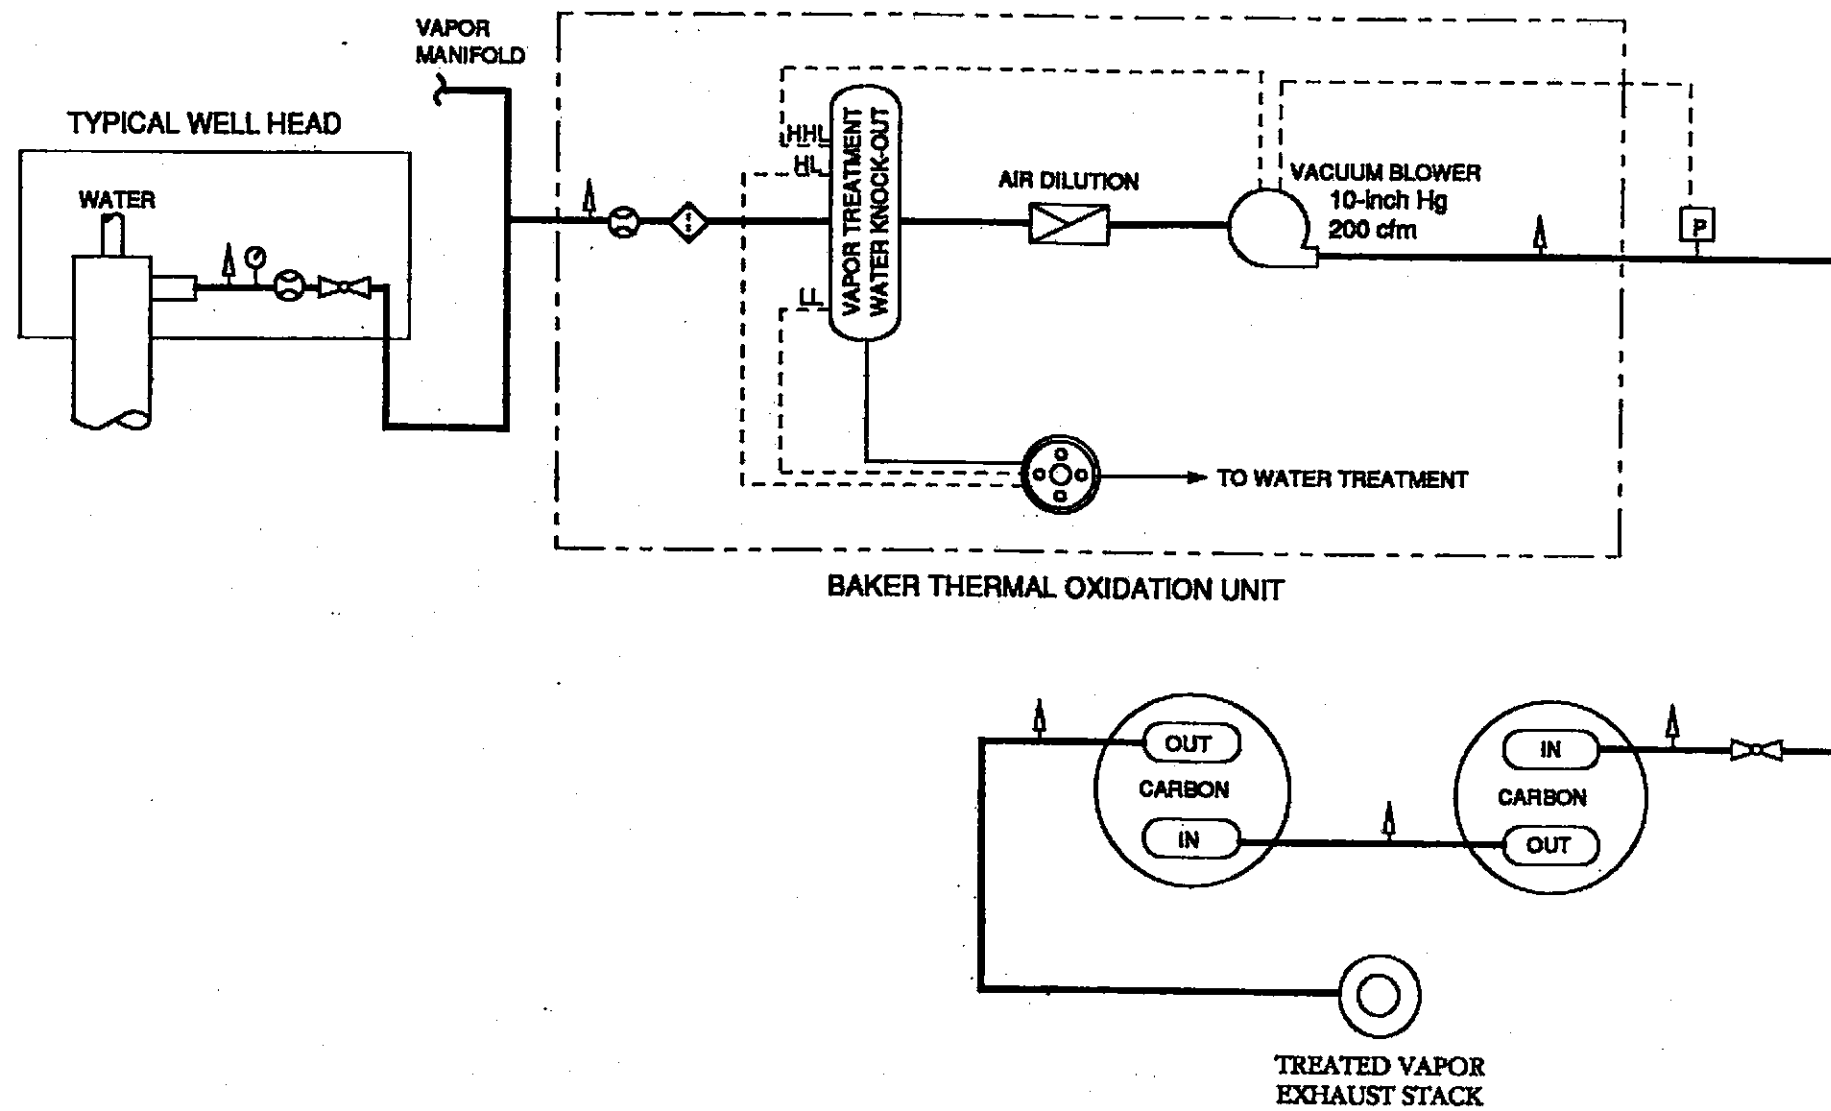 VAPOR
MANIFOLD
TYPICAL WELL HEAD
WATER
HHL
HL
LL
VAPOR TREATMENT
WATER KNOCK-OUT
AIR DILUTION
VACUUM BLOWER
10-inch Hg
200 cfm
P
TO WATER TREATMENT
BAKER THERMAL OXIDATION UNIT
OUT
CARBON
IN
IN
CARBON
OUT
TREATED VAPOR
EXHAUST STACK